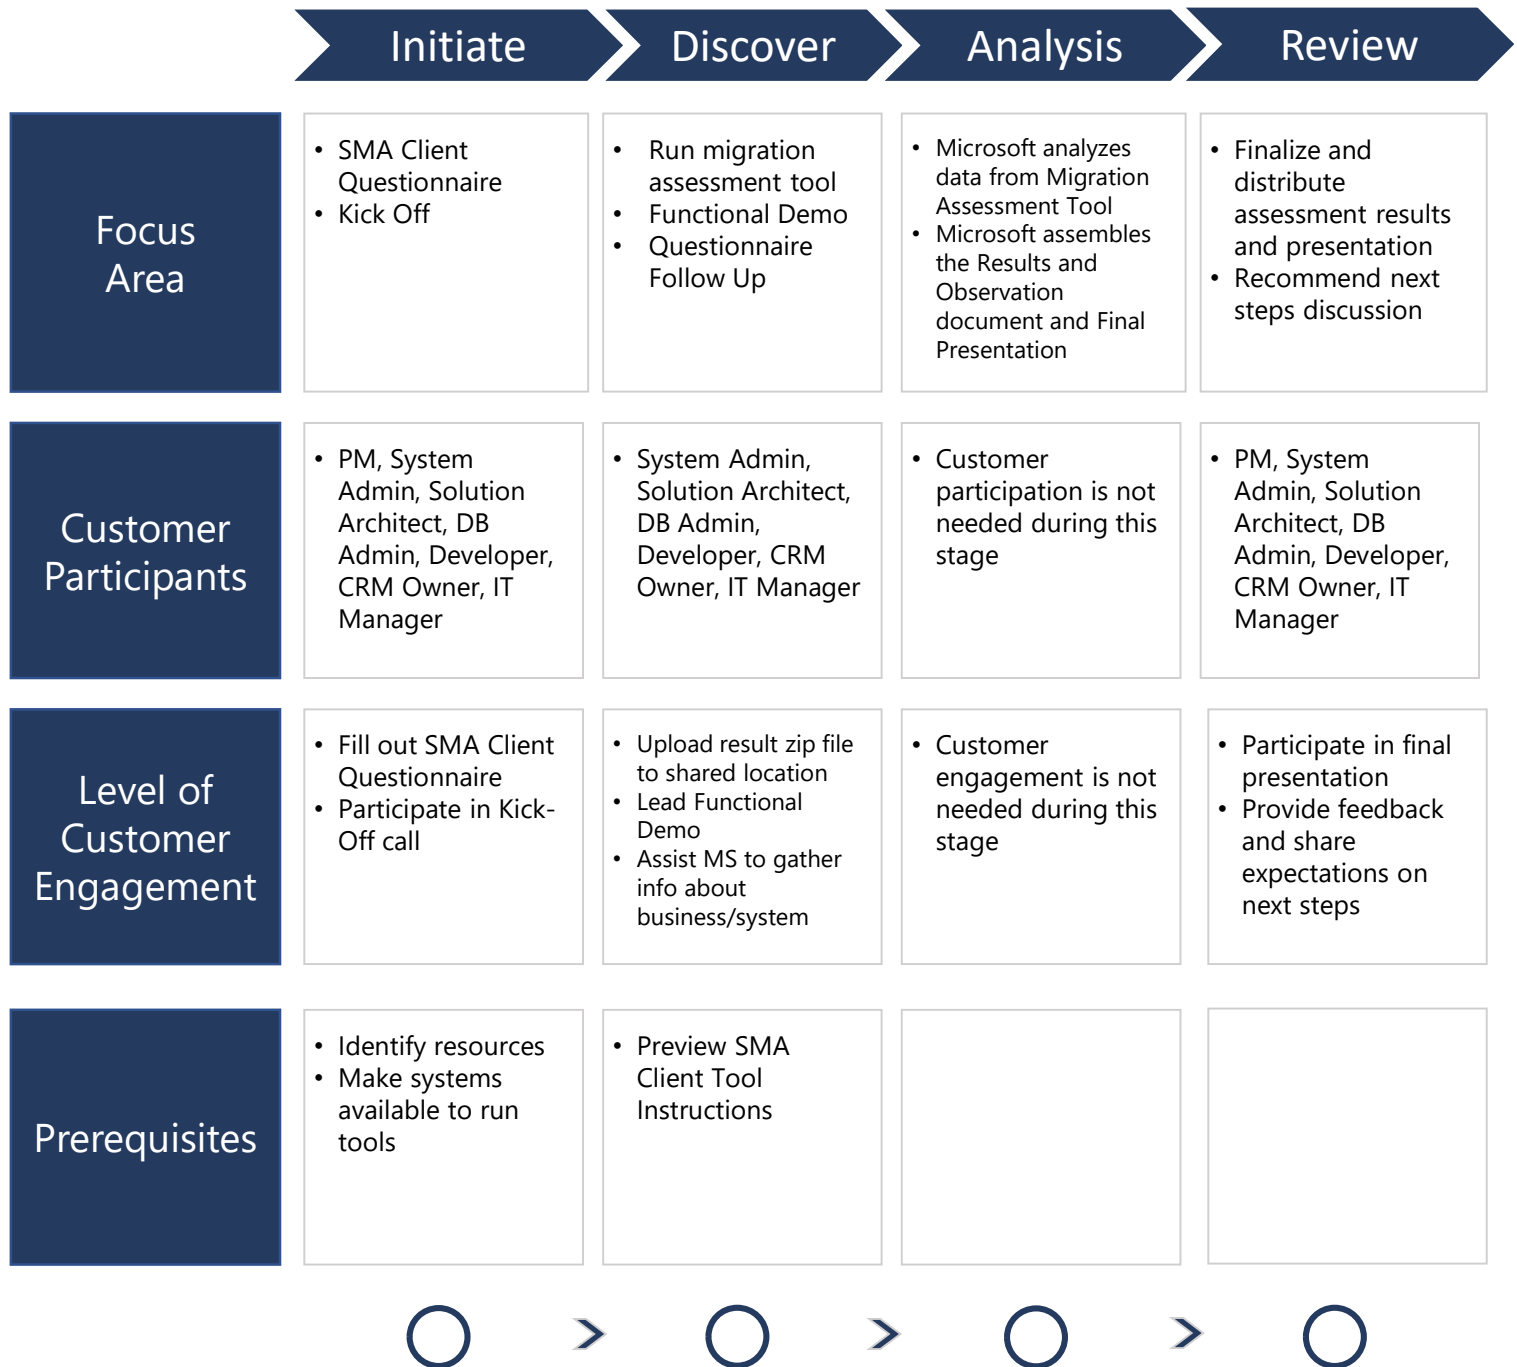 Initiate
Discover
Analysis
Review
Focus
Area
• SMA Client
Questionnaire
• Kick Off
• Run migration
assessment tool
• Functional Demo
• Questionnaire
Follow Up
• Microsoft analyzes
data from Migration
Assessment Tool
• Microsoft assembles
the Results and
Observation
document and Final
Presentation
• Finalize and
distribute
assessment results
and presentation
• Recommend next
steps discussion
Customer
Participants
• PM, System
Admin, Solution
Architect, DB
Admin, Developer,
CRM Owner, IT
Manager
• System Admin,
Solution Architect,
DB Admin,
Developer, CRM
Owner, IT Manager
• Customer
participation is not
needed during this
stage
• PM, System
Admin, Solution
Architect, DB
Admin, Developer,
CRM Owner, IT
Manager
Level of
Customer
Engagement
• Fill out SMA Client
Questionnaire
• Participate in Kick-
Off call
• Upload result zip file
to shared location
• Lead Functional
Demo
• Assist MS to gather
info about
business/system
• Customer
engagement is not
needed during this
stage
• Participate in final
presentation
• Provide feedback
and share
expectations on
next steps
Prerequisites
• Identify resources
• Make systems
available to run
tools
• Preview SMA
Client Tool
Instructions